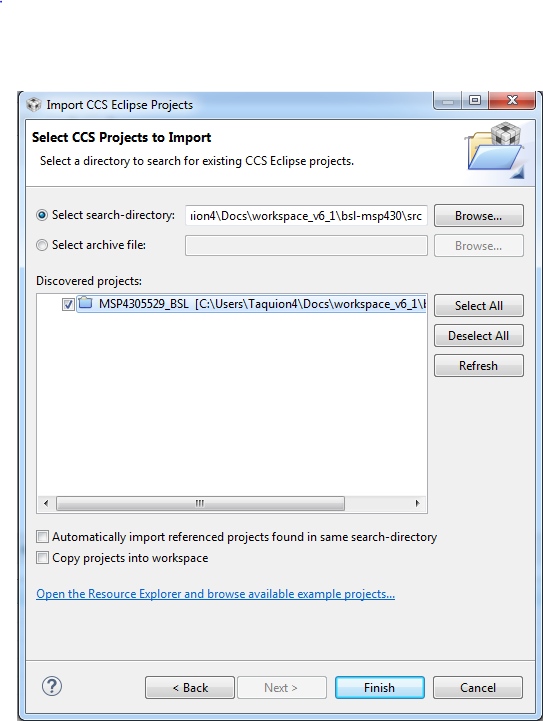 Import CCS Eclipse Projects
Select CCS Projects to Import
Select a directory to search for existing CCS Eclipse projects.
Select search-directory: ion4\Docs\workspace_v6_1\bsl-msp430\src Browse...
Select archive file: Browse...
Discovered projects:
MSP4305529_BSL [C:\Users\Taquion4\Docs\workspace_v6_1\b
Select All
Deselect All
Refresh
Automatically import referenced projects found in same search-directory
Copy projects into workspace
Open the Resource Explorer and browse available example projects...
? < Back Next > Finish Cancel